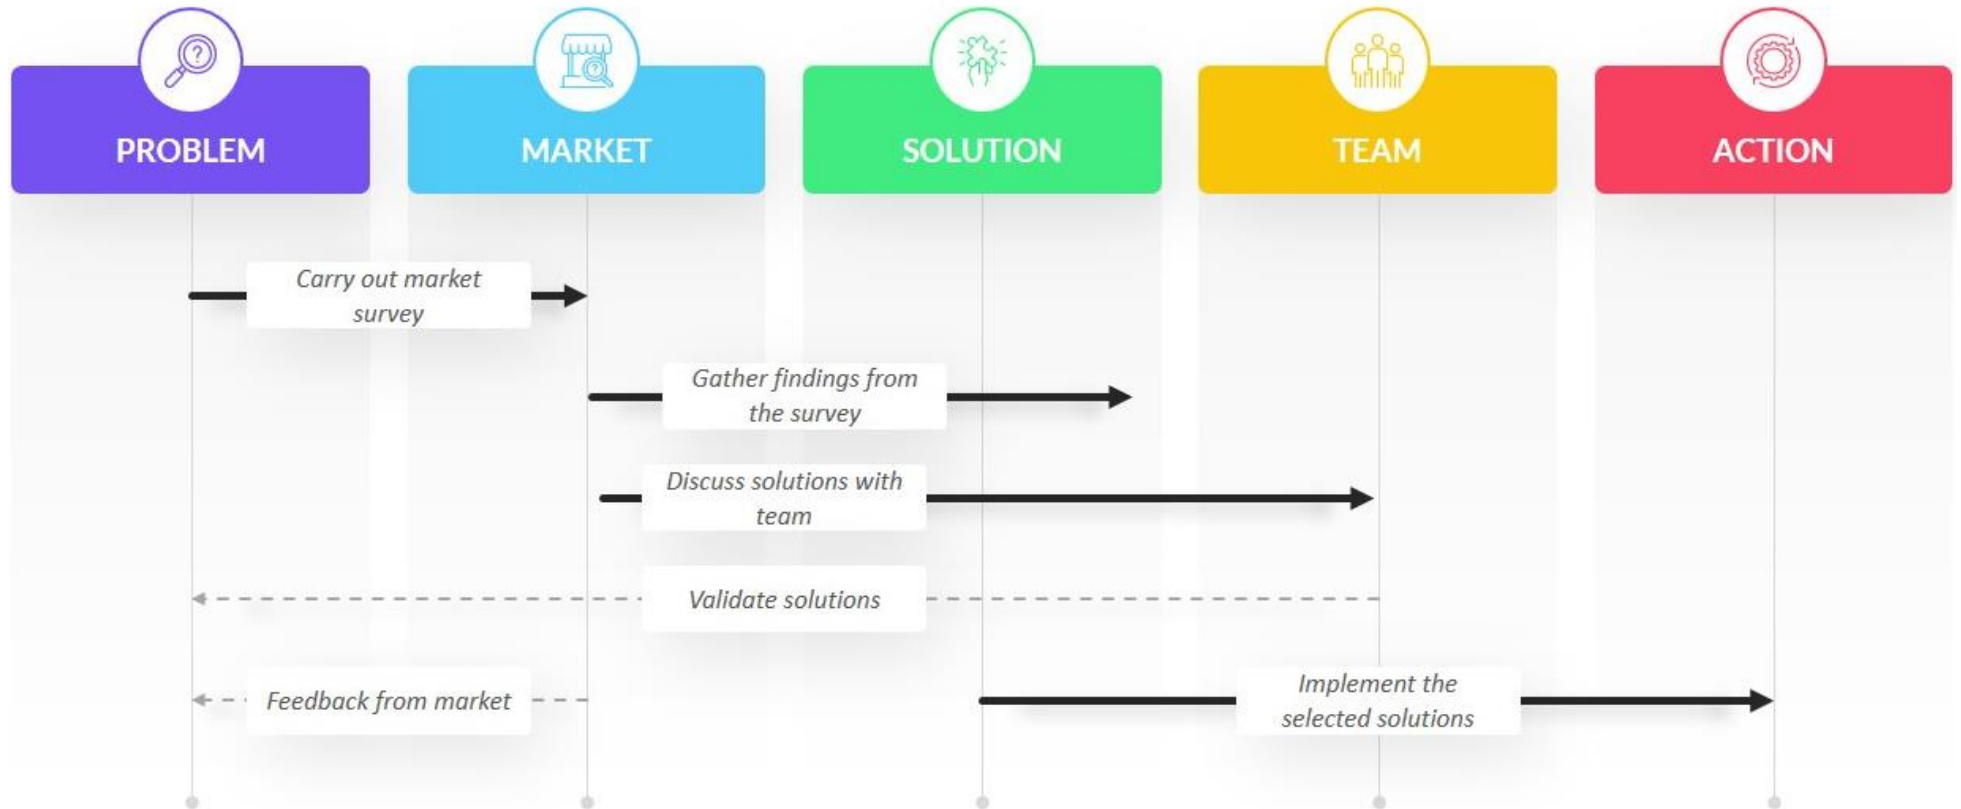 PROBLEM
MARKET
SOLUTION
TEAM
ACTION
Carry out market
survey
Gather findings from
the survey
Discuss solutions with
team
Validate solutions
Feedback from market
Implement the
selected solutions